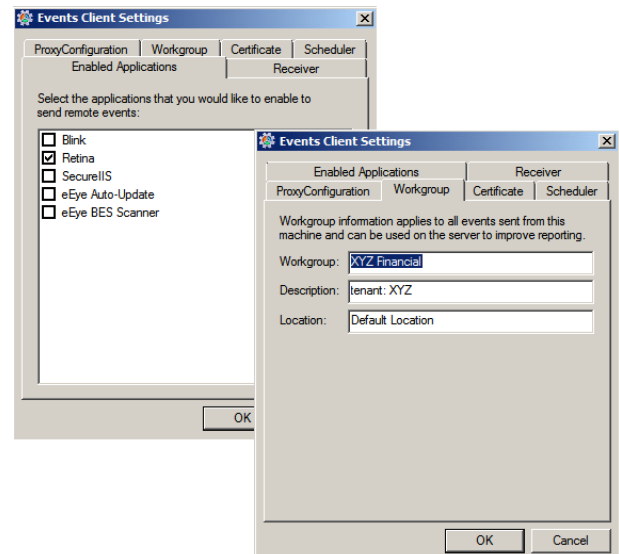 Events Client Settings
ProxyConfiguration Workgroup Certificate Scheduler
Enabled Applications Receiver
Select the applications that you would like to enable to
send remote events:
Blink
Retina
SecureIIS
eEye Auto-Update
eEye BES Scanner
OK
Events Client Settings
Enabled Applications Receiver
ProxyConfiguration Workgroup Certificate Scheduler
Workgroup information applies to all events sent from this
machine and can be used on the server to improve reporting.
Workgroup: XYZ Financial
Description: tenant: XYZ
Location: Default Location
OK Cancel